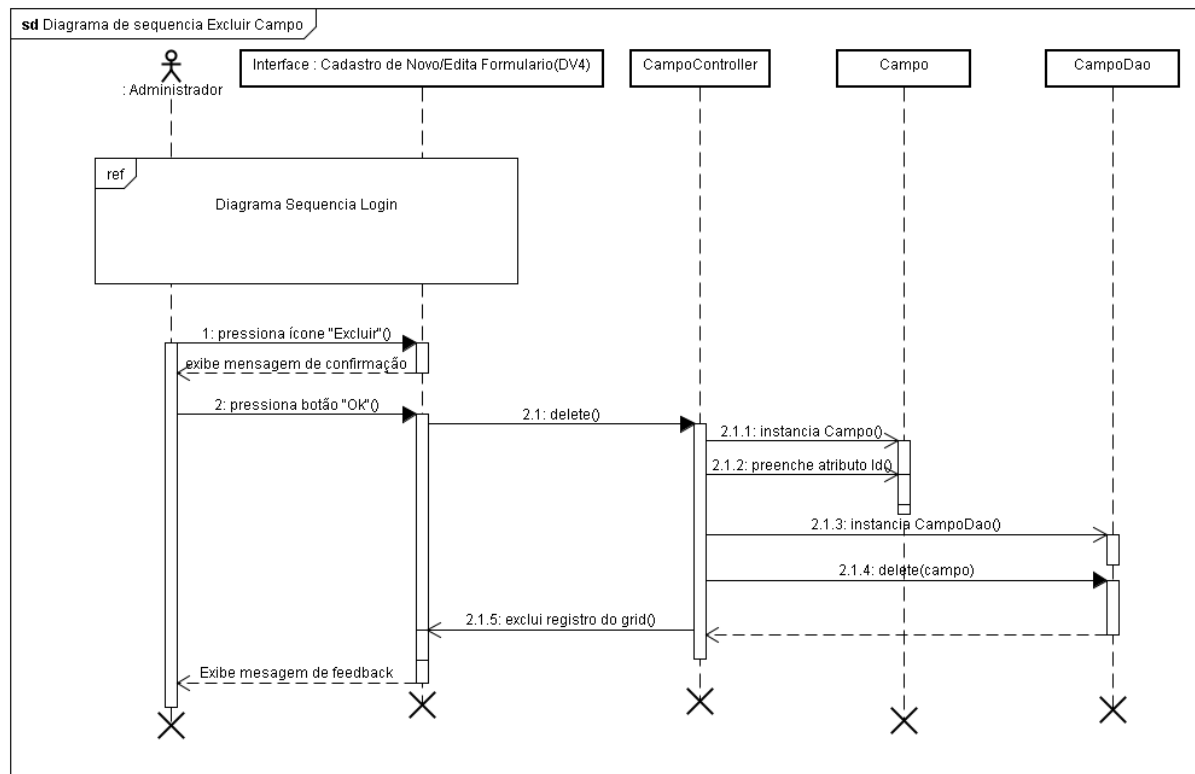 sd Diagrama de sequencia Excluir Campo
: Administrador
Interface : Cadastro de Novo/Edita Formulario(DV4)
CampoController
Campo
CampoDao
ref
Diagrama Sequencia Login
1: pressiona ícone "Excluir"()
exibe mensagem de confirmação
2: pressiona botão "Ok"()
2.1: delete()
2.1.1: instancia Campo()
2.1.2: preenche atributo Id()
2.1.3: instancia CampoDao()
2.1.4: delete(campo)
2.1.5: exclui registro do grid()
Exibe mesagem de feedback